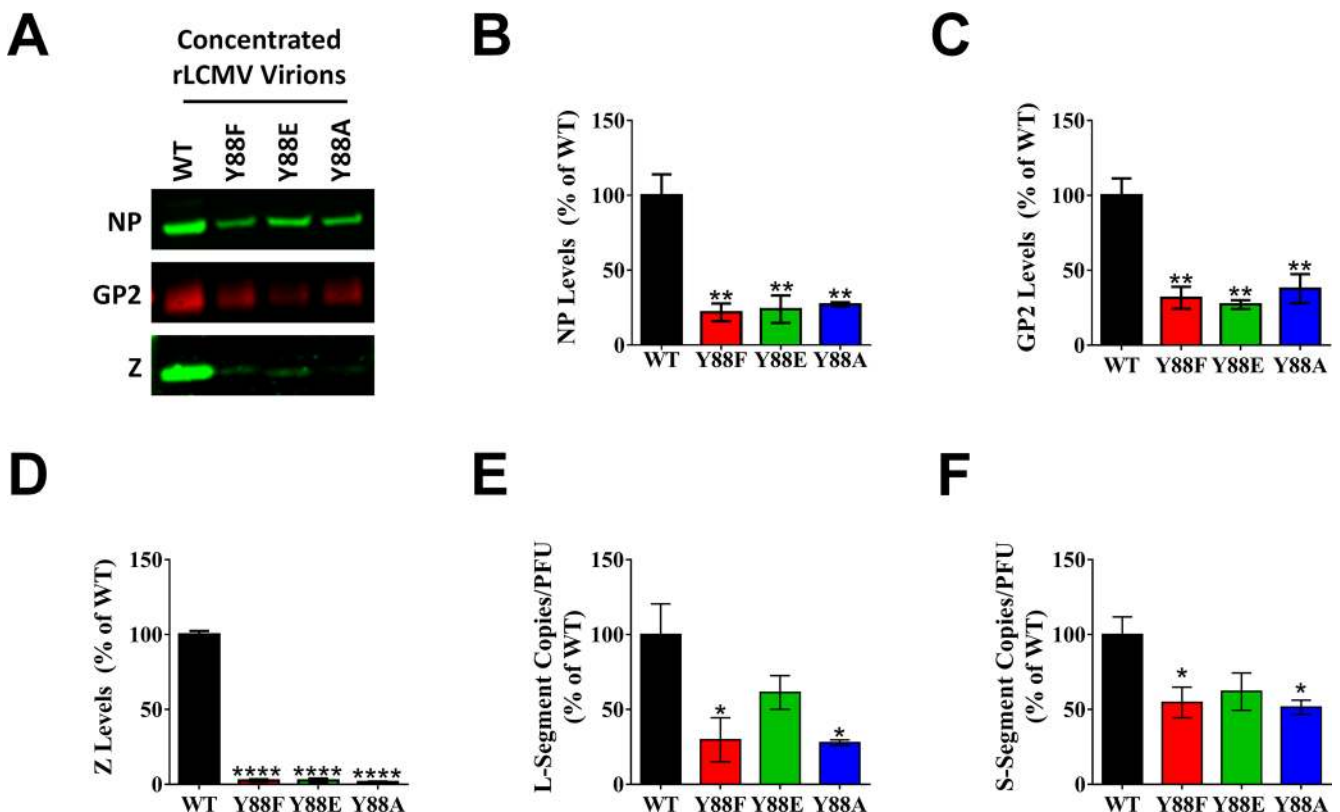 A
Concentrated
rLCMV Virions
WT Y88F Y88E Y88A
NP
GP2
Z
B
NP Levels (% of WT)
150
100
50
0
** ** **
WT Y88F Y88E Y88A
C
GP2 Levels (% of WT)
150
100
50
0
** ** **
WT Y88F Y88E Y88A
D
Z Levels (% of WT)
150
100
50
0
**** **** ****
WT Y88F Y88E Y88A
E
L-Segment Copies/PFU
(% of WT)
150
100
50
0
* *
WT Y88F Y88E Y88A
F
S-Segment Copies/PFU
(% of WT)
150
100
50
0
* *
WT Y88F Y88E Y88A